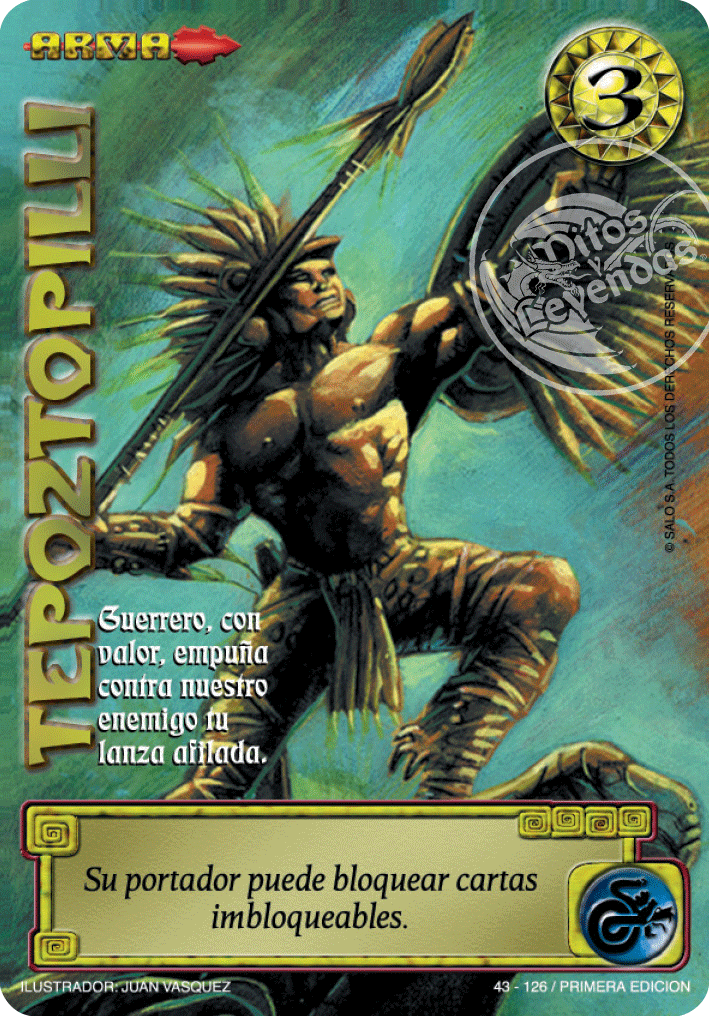 ARMA
3
TEPOZTOPILLI
Mitos
y
Leyendas
© SALO S.A. TODOS LOS DERECHOS RESERVADOS
Guerrero, con
valor, empuña
contra nuestro
enemigo tu
lanza afilada.
Su portador puede bloquear cartas
imbloqueables.
ILUSTRADOR: JUAN VASQUEZ
43 - 126 / PRIMERA EDICION